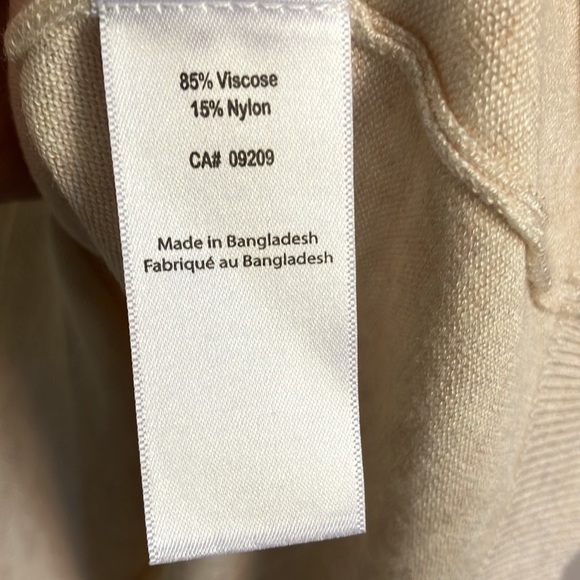 85% Viscose
15% Nylon
CA# 09209
Made in Bangladesh
Fabriqué au Bangladesh